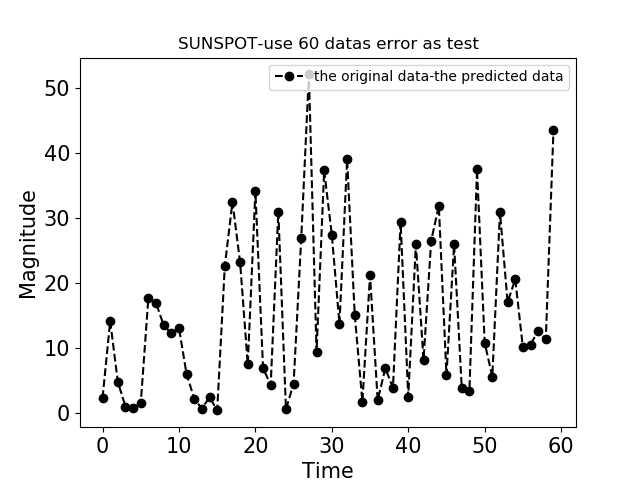 SUNSPOT-use 60 datas error as test
the original data-the predicted data
50
40
30
20
10
0
Magnitude
0 10 20 30 40 50 60
Time